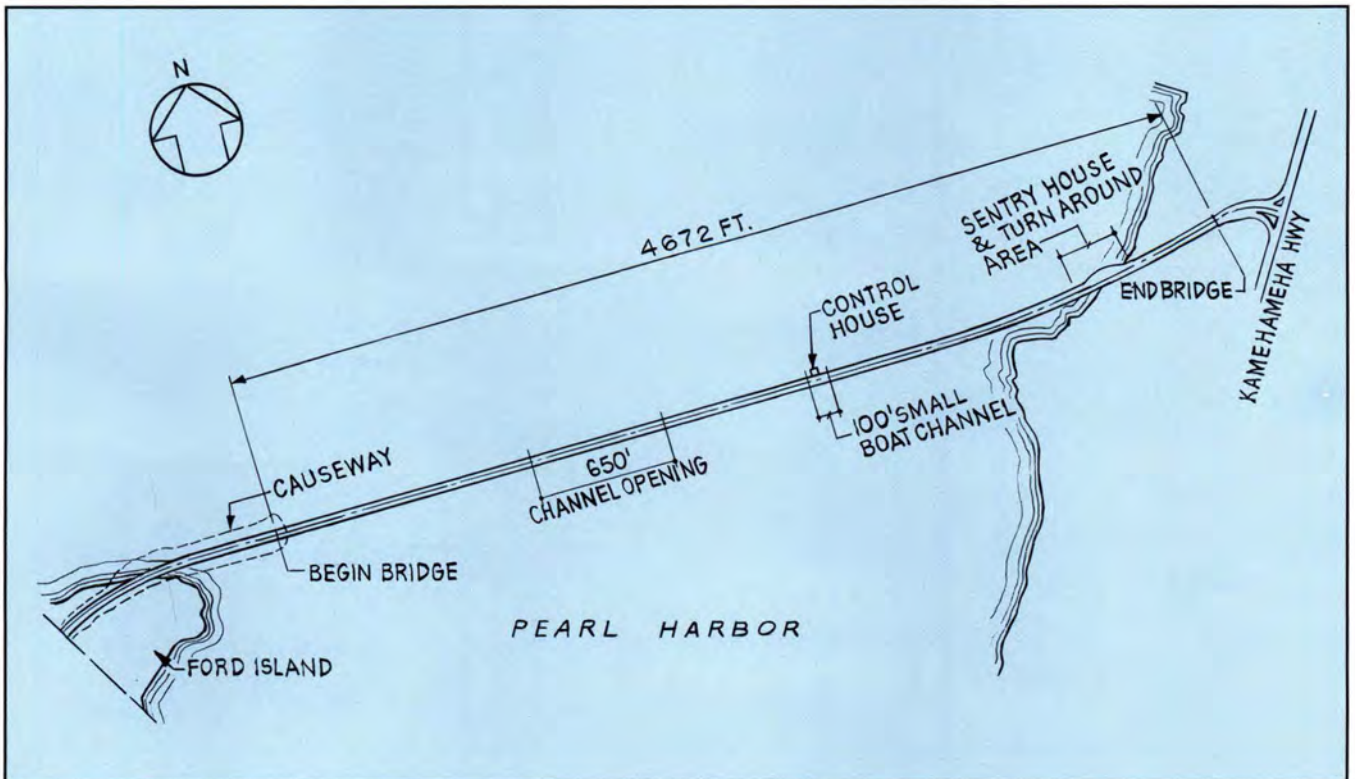 N
4672 FT.
SENTRY HOUSE
& TURN AROUND
AREA
CONTROL
HOUSE
END BRIDGE
KAMEHAMEHA HWY
100' SMALL
BOAT CHANNEL
650'
CHANNEL OPENING
CAUSEWAY
BEGIN BRIDGE
PEARL HARBOR
FORD ISLAND